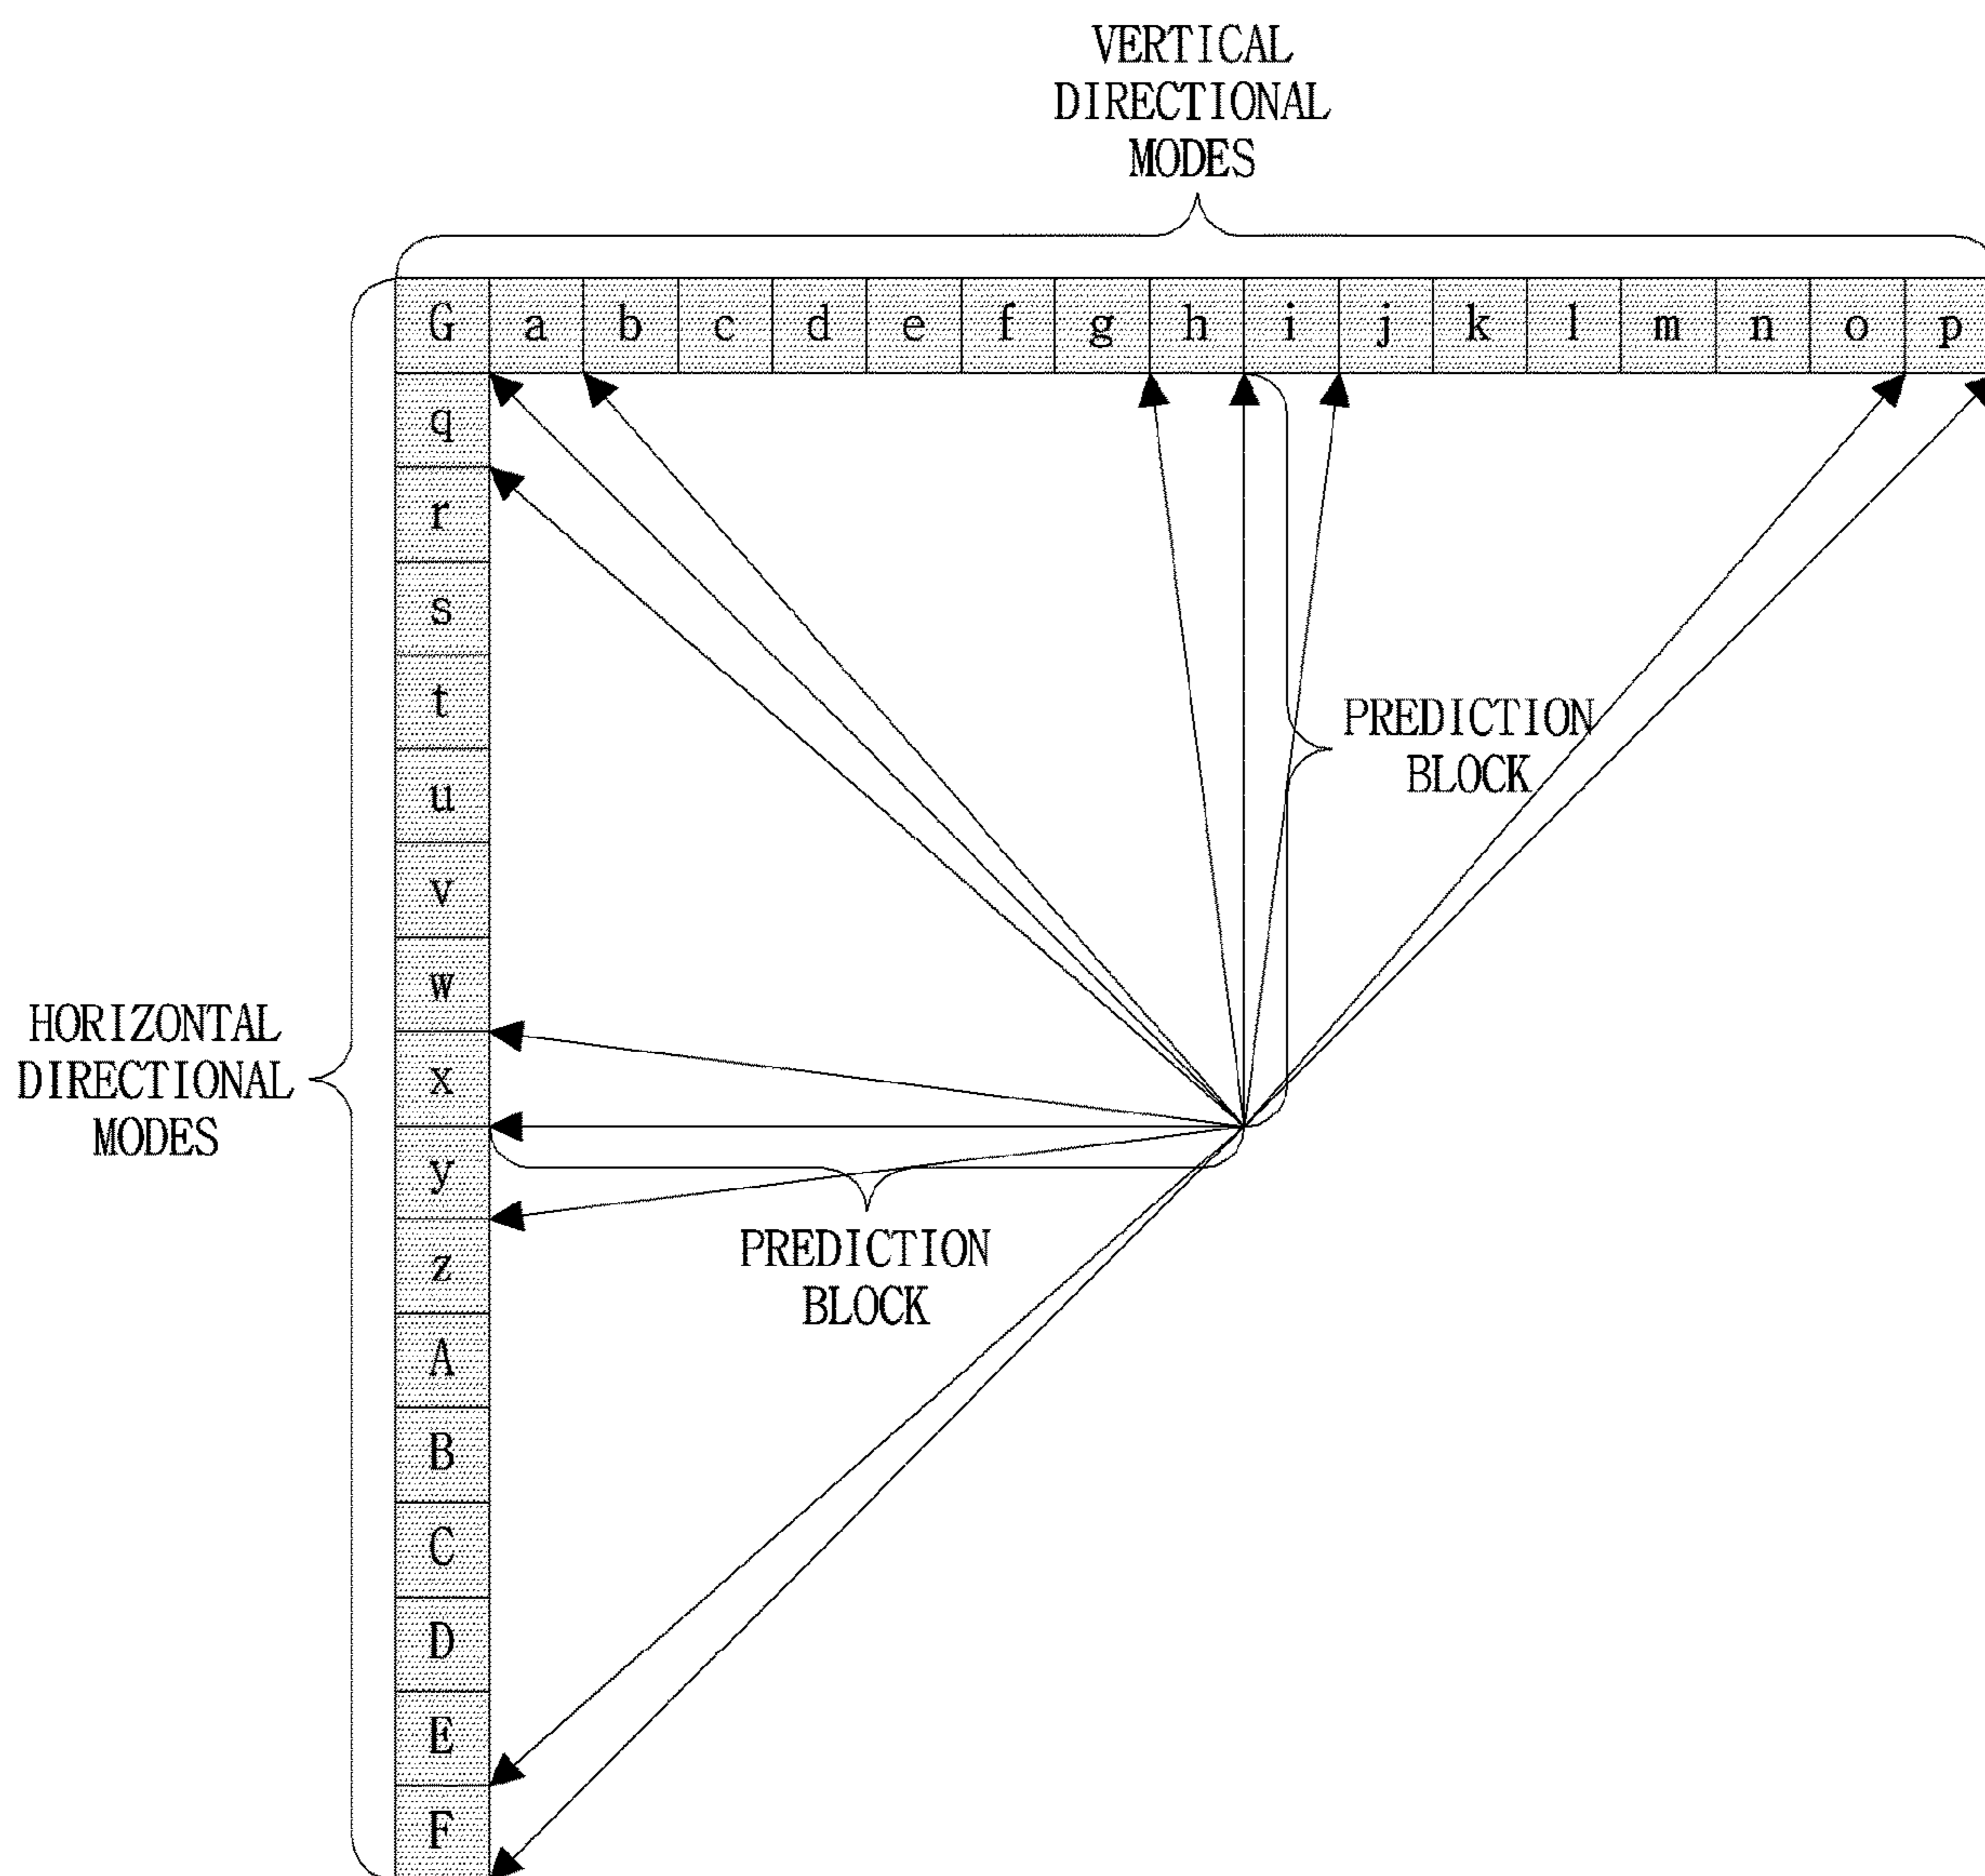 VERTICAL
DIRECTIONAL
MODES
G a b c d e f g h i j k l m n o p
q
r
s
t
u
v
w
x
y
z
A
B
C
D
E
F
PREDICTION
BLOCK
HORIZONTAL
DIRECTIONAL
MODES
PREDICTION
BLOCK